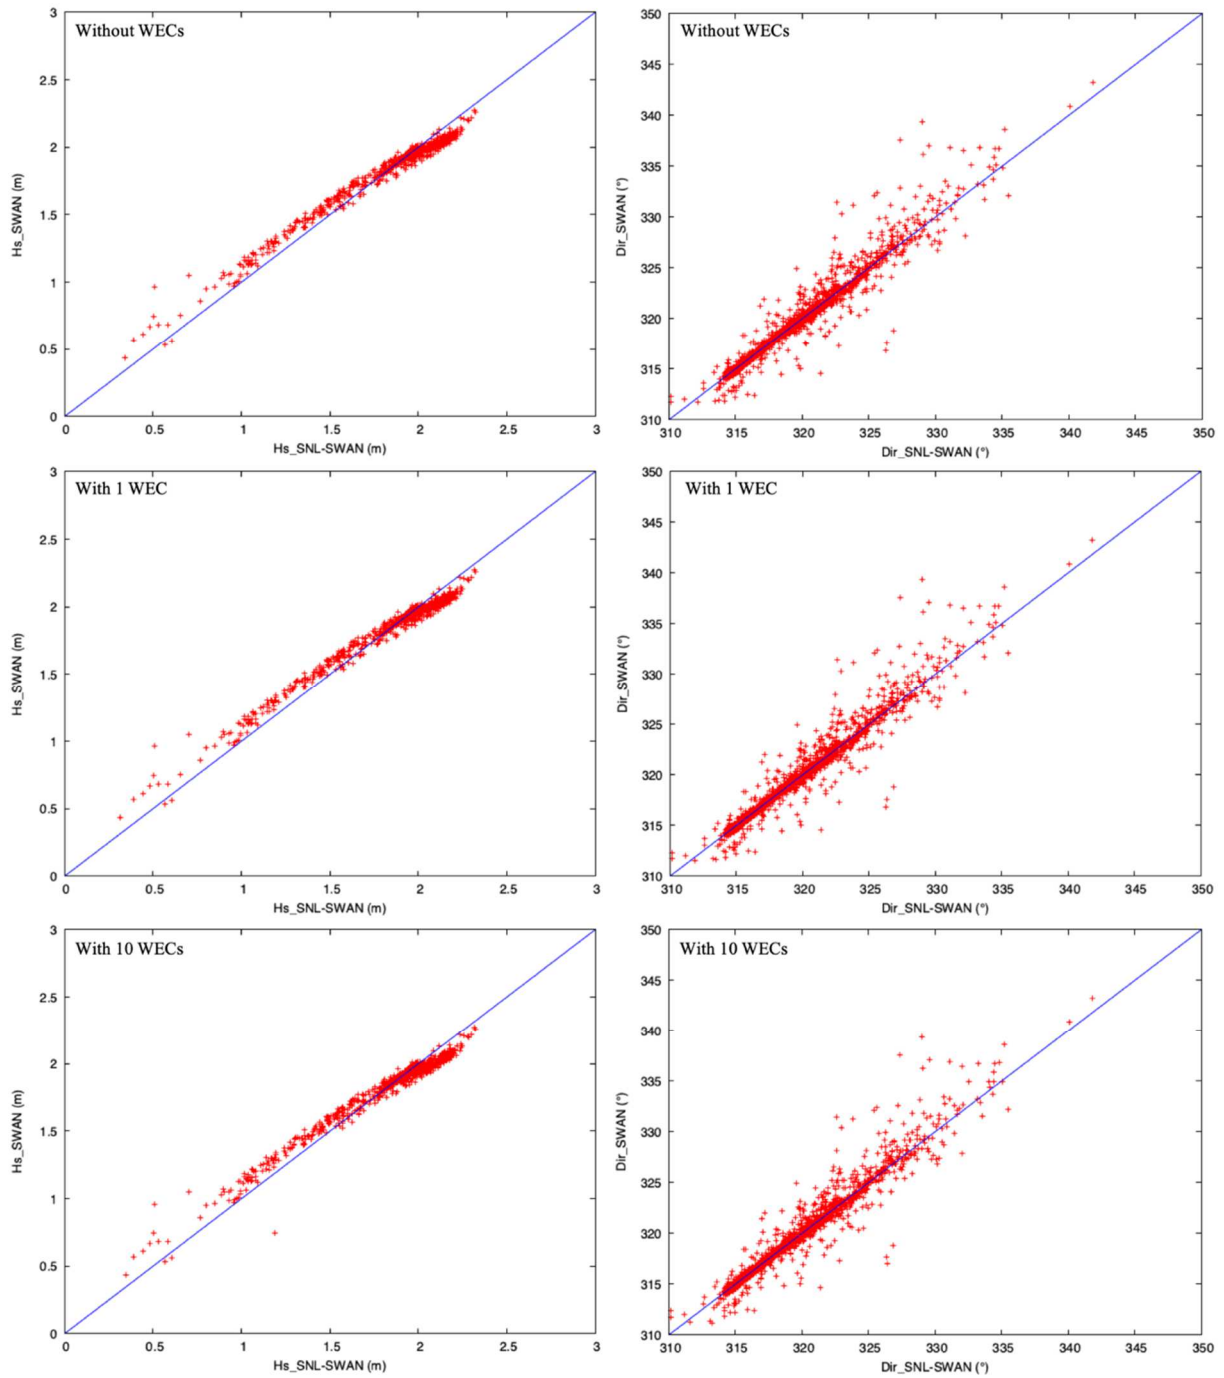 Without WECs
3
2.5
2
1.5
1
0.5
0
Hs_SWAN (m)
0 0.5 1 1.5 2 2.5 3
Hs_SNL-SWAN (m)
Without WECs
350
345
340
335
330
325
320
315
310
Dir_SWAN (°)
310 315 320 325 330 335 340 345 350
Dir_SNL-SWAN (°)
With 1 WEC
3
2.5
2
1.5
1
0.5
0
Hs_SWAN (m)
0 0.5 1 1.5 2 2.5 3
Hs_SNL-SWAN (m)
With 1 WEC
350
345
340
335
330
325
320
315
310
Dir_SWAN (°)
310 315 320 325 330 335 340 345 350
Dir_SNL-SWAN (°)
With 10 WECs
3
2.5
2
1.5
1
0.5
0
Hs_SWAN (m)
0 0.5 1 1.5 2 2.5 3
Hs_SNL-SWAN (m)
With 10 WECs
350
345
340
335
330
325
320
315
310
Dir_SWAN (°)
310 315 320 325 330 335 340 345 350
Dir_SNL-SWAN (°)